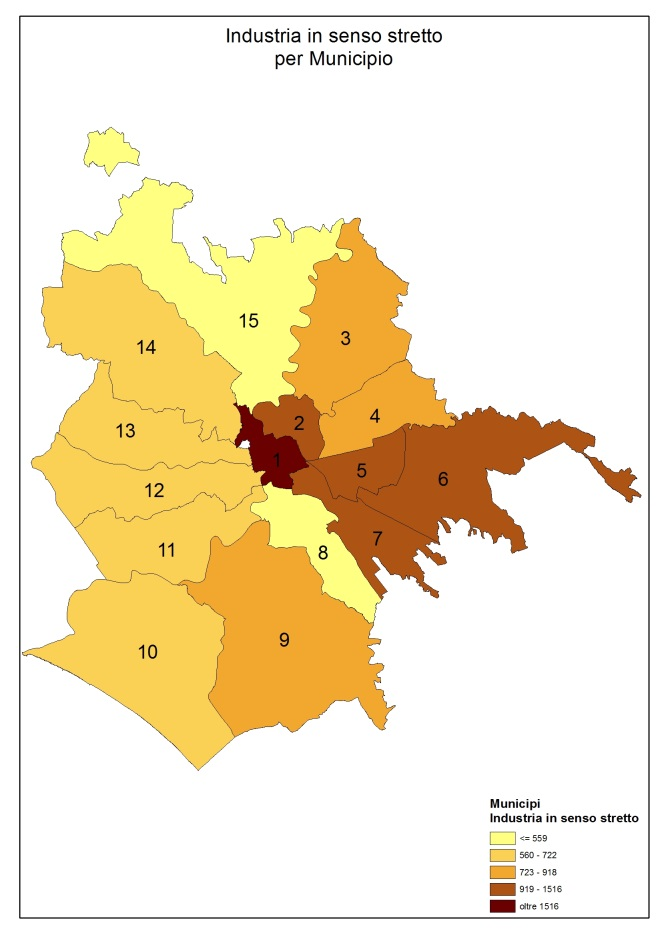 Industria in senso stretto
per Municipio
15
3
14
4
2
13
1
5
6
12
7
11
8
9
10
Municipi
Industria in senso stretto
<= 559
560 - 722
723 - 918
919 - 1516
oltre 1516